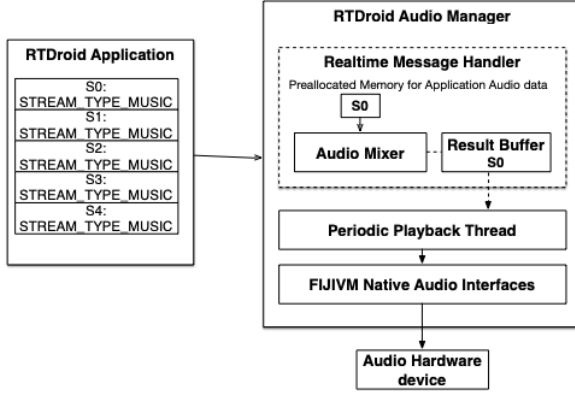 RTDroid Application
S0:
STREAM_TYPE_MUSIC
S1:
STREAM_TYPE_MUSIC
S2:
STREAM_TYPE_MUSIC
S3:
STREAM_TYPE_MUSIC
S4:
STREAM_TYPE_MUSIC
RTDroid Audio Manager
Realtime Message Handler
Preallocated Memory for Application Audio data
S0
Audio Mixer
Result Buffer
S0
Periodic Playback Thread
FIJIVM Native Audio Interfaces
Audio Hardware
device